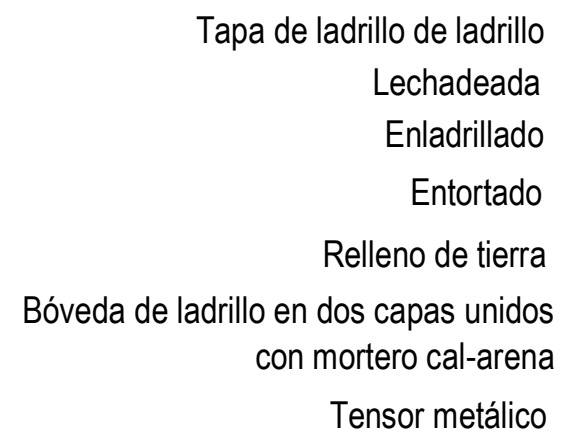 Tapa de ladrillo de ladrillo
Lechadeada
Enladrillado
Entortado
Relleno de tierra
Bóveda de ladrillo en dos capas unidos
con mortero cal-arena
Tensor metálico